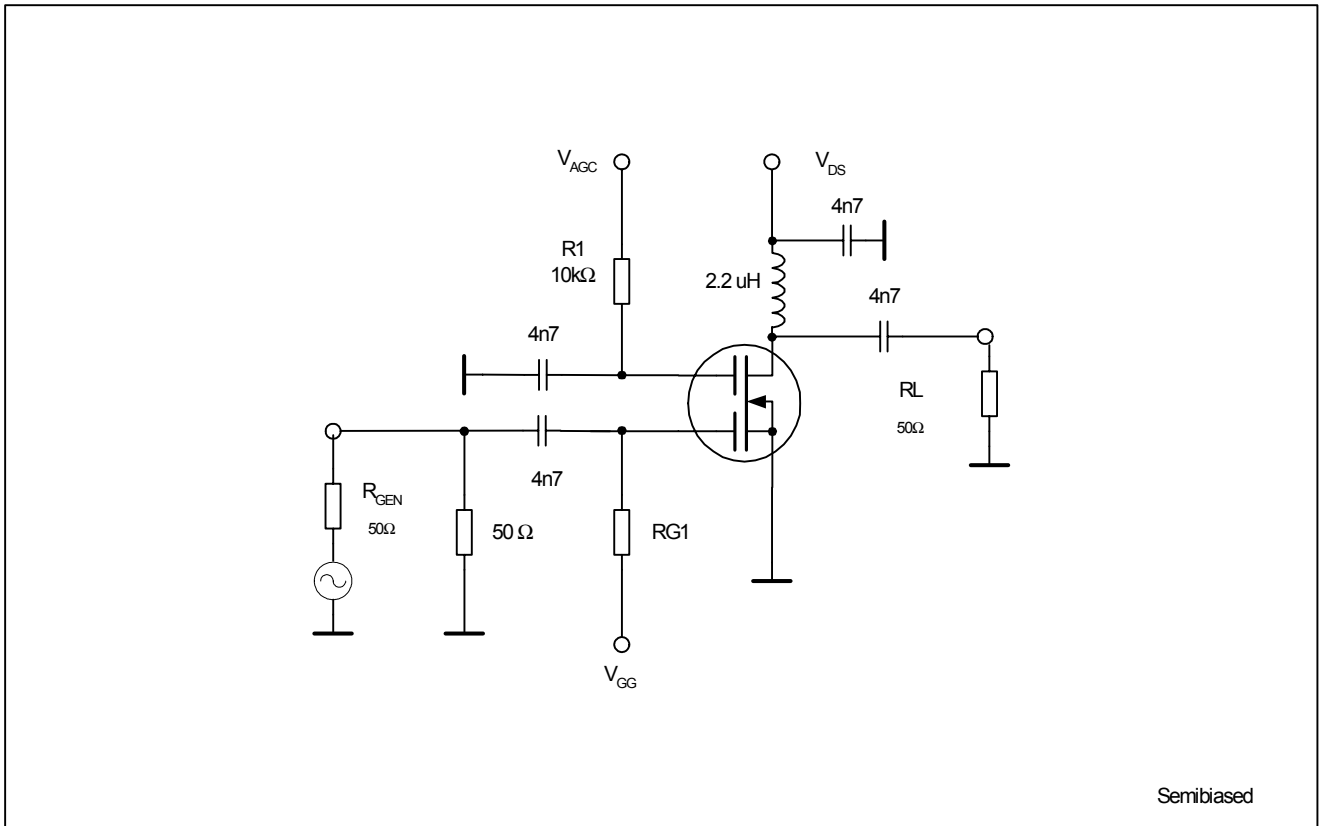 V_AGC
V_DS
4n7
R1
10kΩ
2.2 uH
4n7
4n7
RL
50Ω
4n7
R_GEN
50Ω
50 Ω
RG1
V_GG
Semibiased